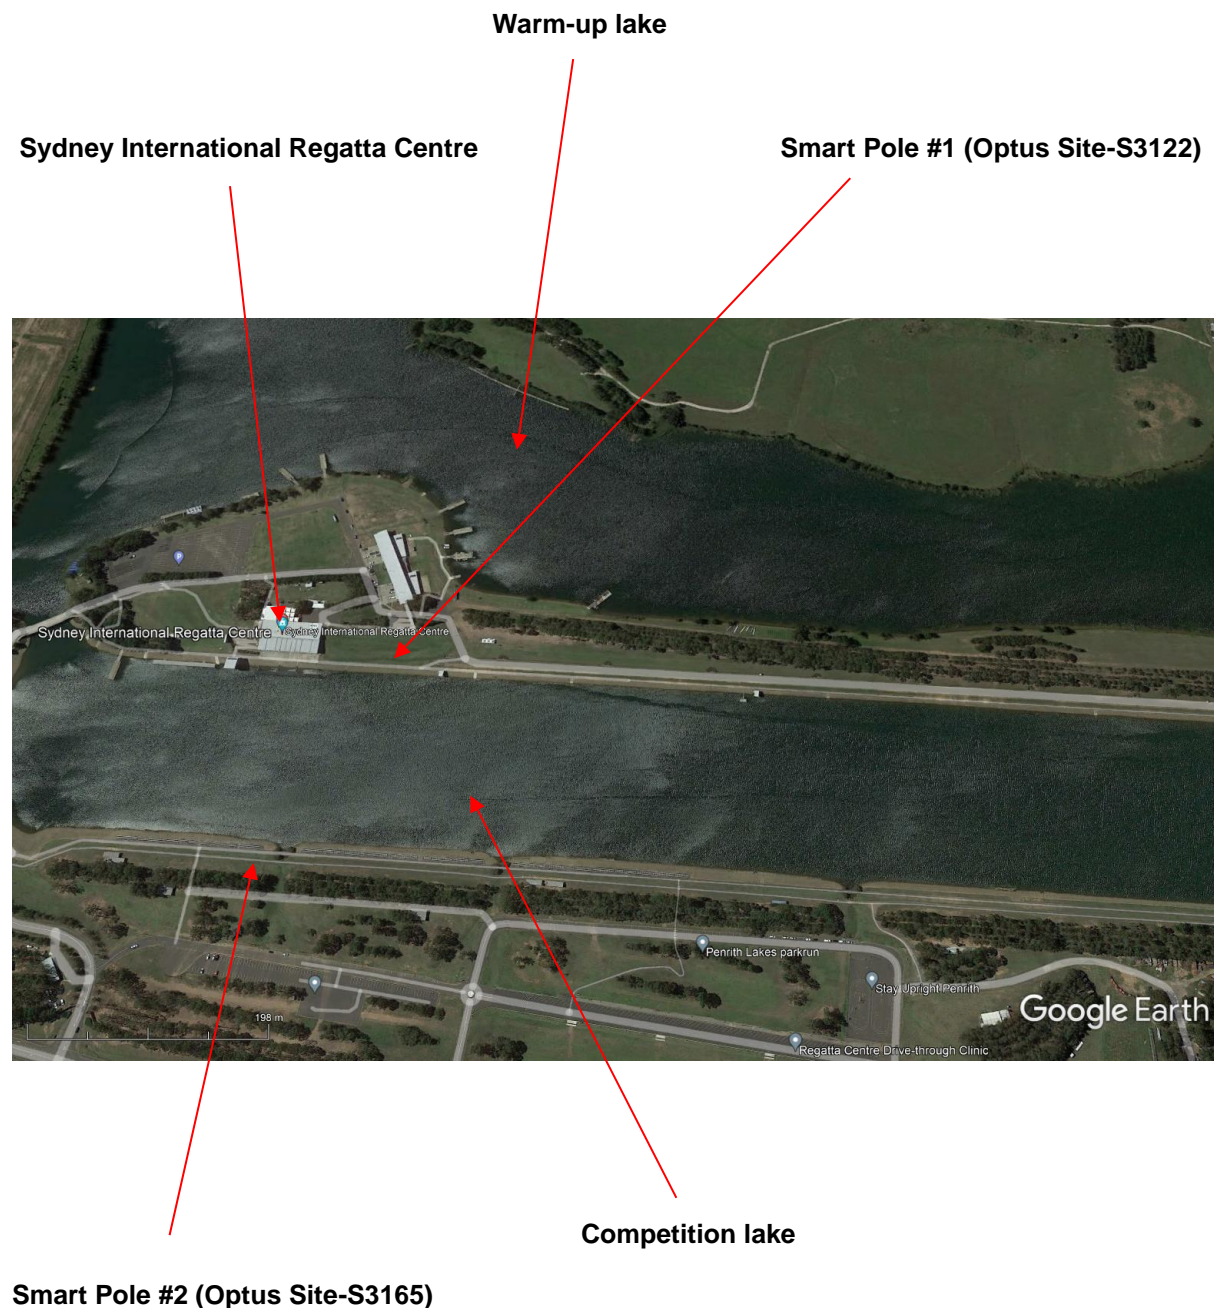 Warm-up lake
Sydney International Regatta Centre
Smart Pole #1 (Optus Site-S3122)
Sydney International Regatta Centre
Sydney International Regatta Centre
Penrith Lakes parkrun
Stay Upright Penrith
Google Earth
198 m
Regatta Centre Drive-through Clinic
Competition lake
Smart Pole #2 (Optus Site-S3165)